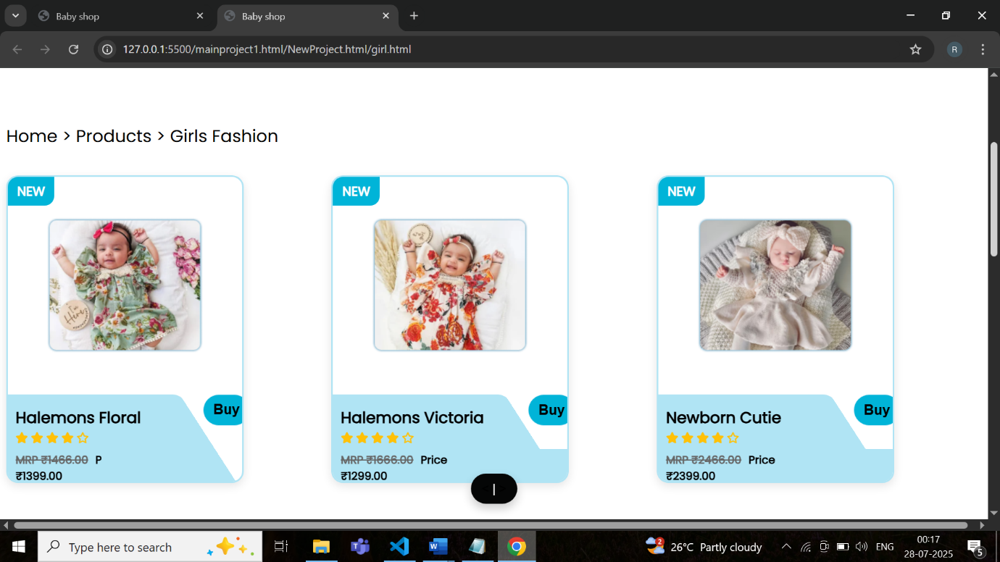 Baby shop
Baby shop
127.0.0.1:5500/mainproject1.html/NewProject.html/girl.html
R
Home > Products > Girls Fashion
NEW
NEW
NEW
Buy
Buy
Buy
Halemons Floral
Halemons Victoria
Newborn Cutie
MRP ₹1466.00 P
₹1399.00
MRP ₹1666.00 Price
₹1299.00
MRP ₹2466.00 Price
₹2399.00
|
Type here to search
26°C Partly cloudy
ENG
00:17
28-07-2025
2
5